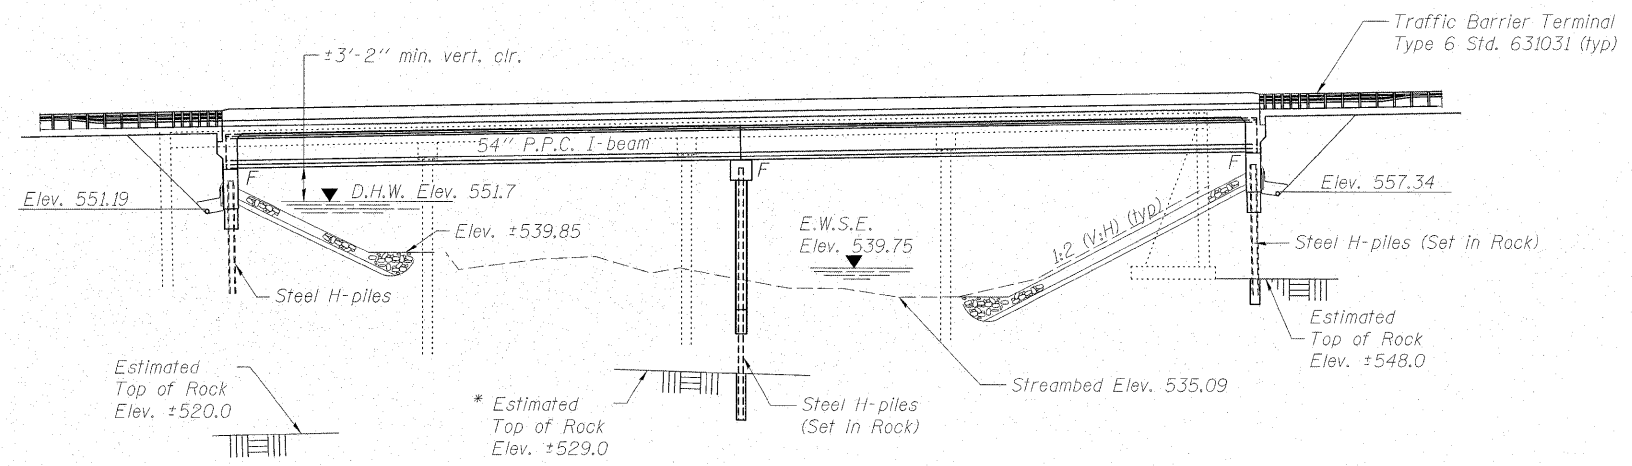 Traffic Barrier Terminal
Type 6 Std. 631031 (typ)
±3'-2" min. vert. clr.
54" P.P.C. I-beam
F
F
F
Elev. 551.19
D.H.W. Elev. 551.7
Elev. 557.34
Elev. ±539.85
E.W.S.E.
Elev. 539.75
1:2 (V:H) (typ)
Steel H-piles (Set in Rock)
Steel H-piles
Estimated
Top of Rock
Elev. ±548.0
Estimated
Top of Rock
Elev. ±520.0
Streambed Elev. 535.09
* Estimated
Top of Rock
Elev. ±529.0
Steel H-piles
(Set in Rock)